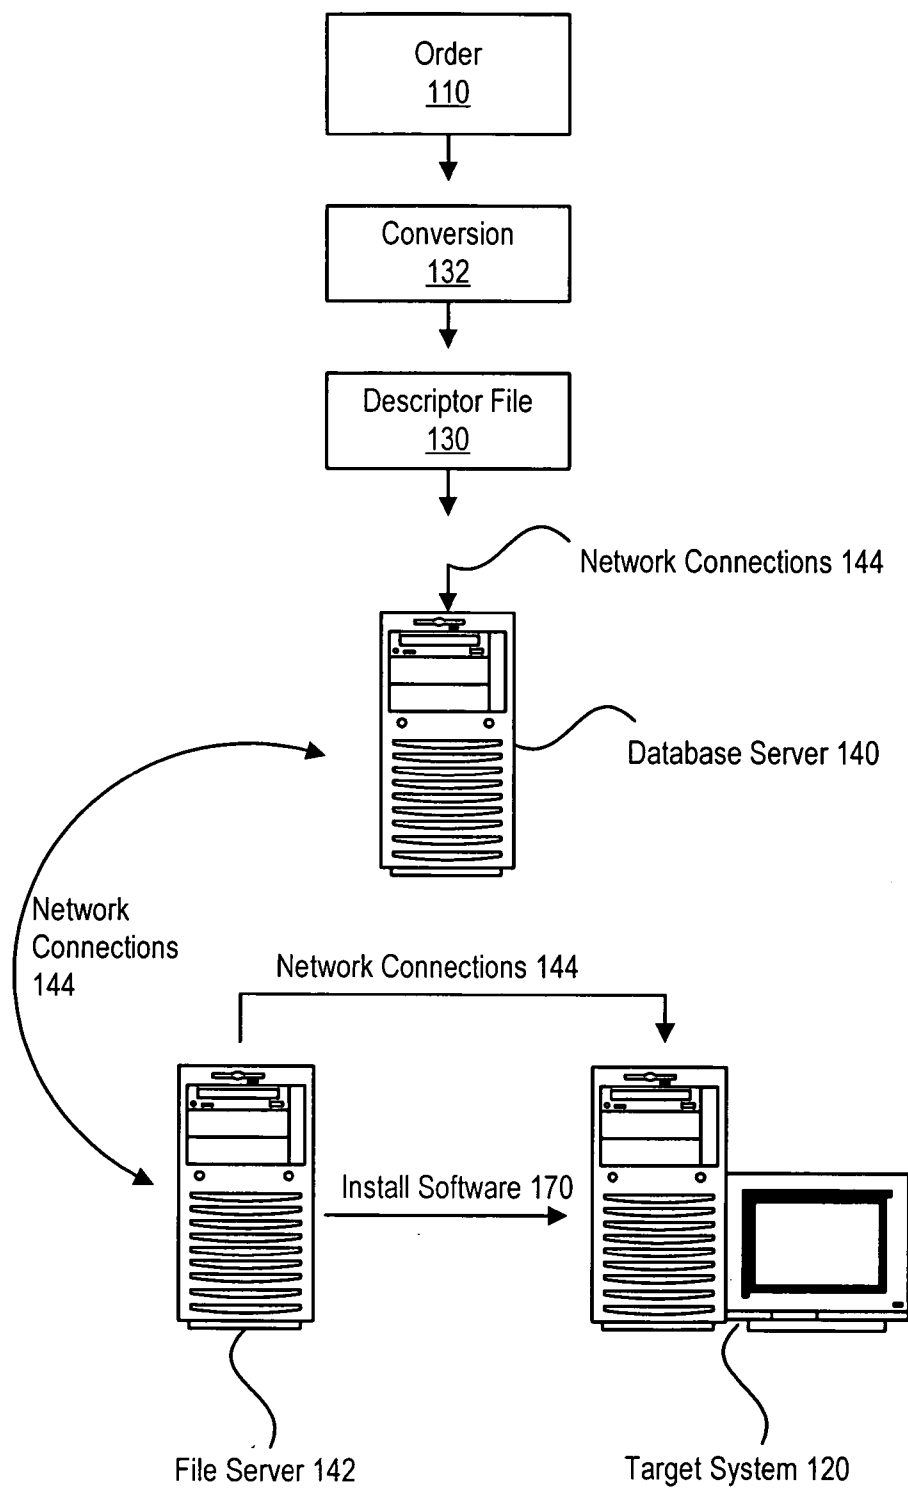 Order
110
Conversion
132
Descriptor File
130
Network Connections 144
Database Server 140
Network
Connections
144
Network Connections 144
Install Software 170
File Server 142
Target System 120